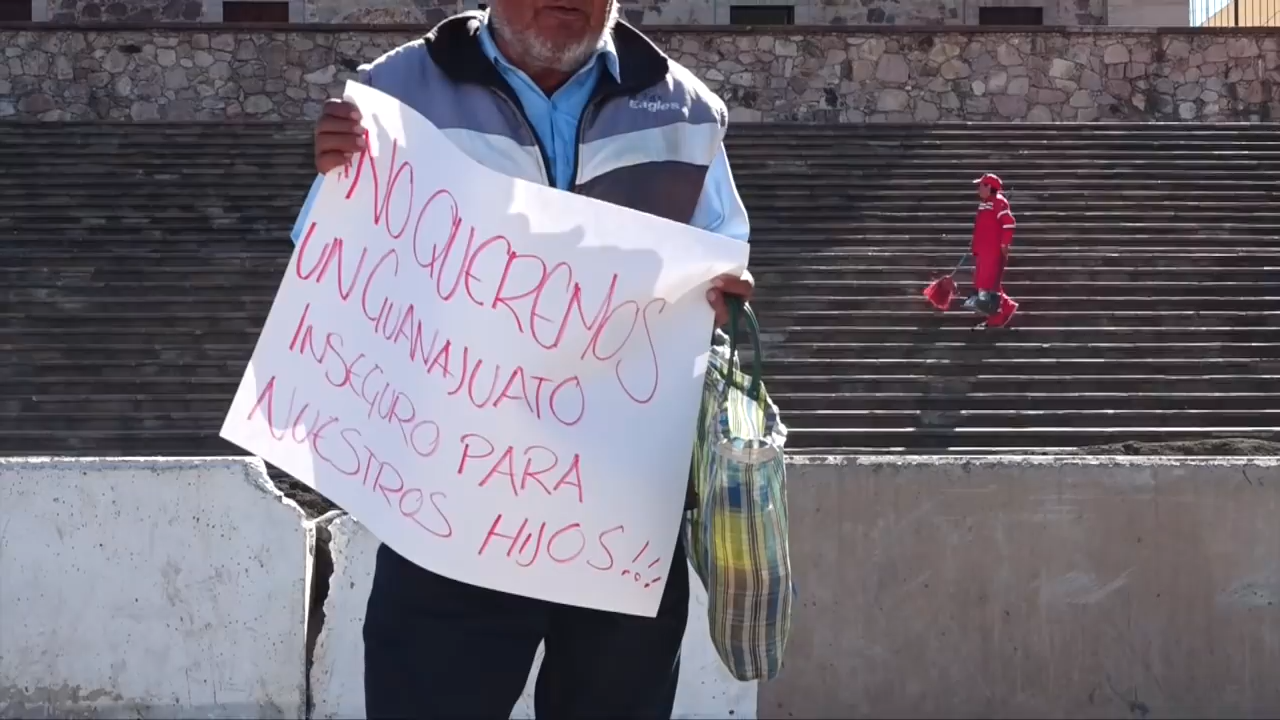 Eagles
¡¡NO QUEREMOS
UN GUANAJUATO
INSEGURO PARA
NUESTROS HIJOS!!!